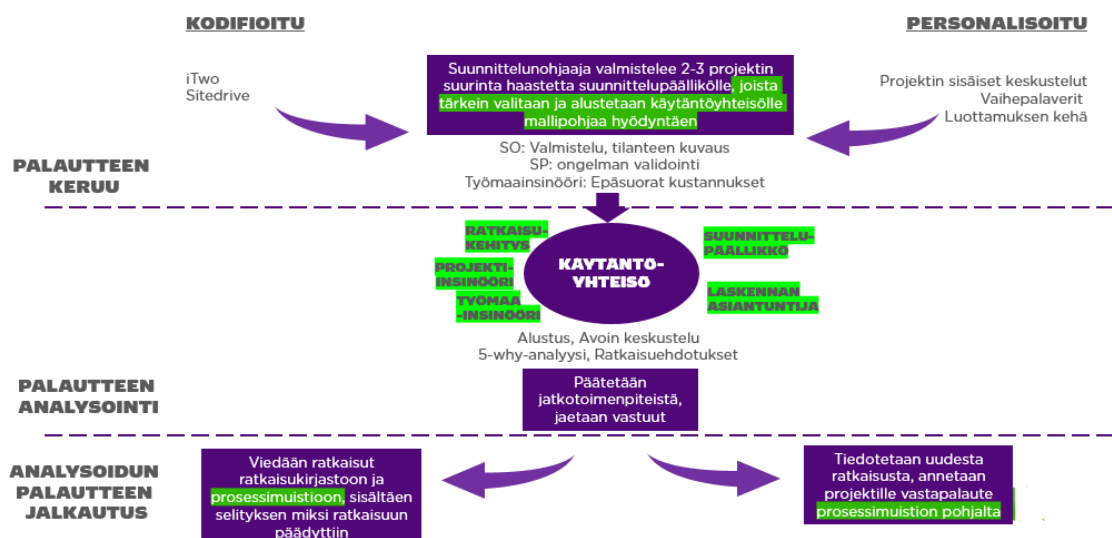 KODIFIOITU
PERSONALISOITU
iTwo
Sitedrive
Suunnittelunohjaaja valmistelee 2-3 projektin
suurinta haastetta suunnittelupäällikölle, joista
tärkein valitaan ja alustetaan käytäntöyhteisölle
mallipohjaa hyödyntäen
Projektin sisäiset keskustelut
Vaihepalaverit
Luottamuksen kehä
SO: Valmistelu, tilanteen kuvaus
SP: ongelman validointi
Työmaainsinööri: Epäsuorat kustannukset
PALAUTTEEN
KERUU
RATKAISU-
KEHITYS
PROJEKTI-
INSINÖÖRI
TYÖMAA
-INSINÖÖRI
KÄYTÄNTÖ-
YHTEISÖ
SUUNNITTELU-
PÄÄLLIKKÖ
LASKENNAN
ASIANTUNTIJA
Alustus, Avoin keskustelu
5-why-analyysi, Ratkaisuehdotukset
PALAUTTEEN
ANALYSOINTI
Päätetään
jatkotoimenpiteistä,
jaetaan vastuut
ANALYSOIDUN
PALAUTTEEN
JALKAUTUS
Viedään ratkaisut
ratkaisukirjastoon ja
prosessimuistioon, sisältäen
selityksen miksi ratkaisuun
päädyttiin
Tiedotetaan uudesta
ratkaisusta, annetaan
projektille vastapalaute
prosessimuistion pohjalta